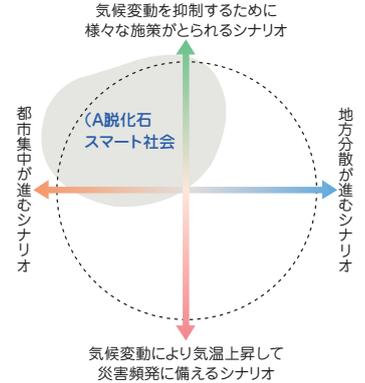 気候変動を抑制するために
様々な施策がとられるシナリオ
（A脱化石
スマート社会
都市集中が進むシナリオ
地方分散が進むシナリオ
気候変動により気温上昇して
災害頻発に備えるシナリオ